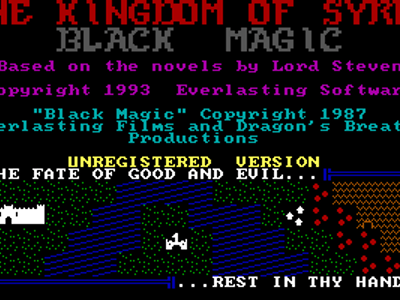 HE KINGDOM OF SYR
BLACK MAGIC
Based on the novels by Lord Steven
opyright 1993 Everlasting Softwar
"Black Magic" Copyright 1987
erlasting Films and Dragon's Breat
Productions
UNREGISTERED VERSION
HE FATE OF GOOD AND EVIL...
1
...REST IN THY HAND